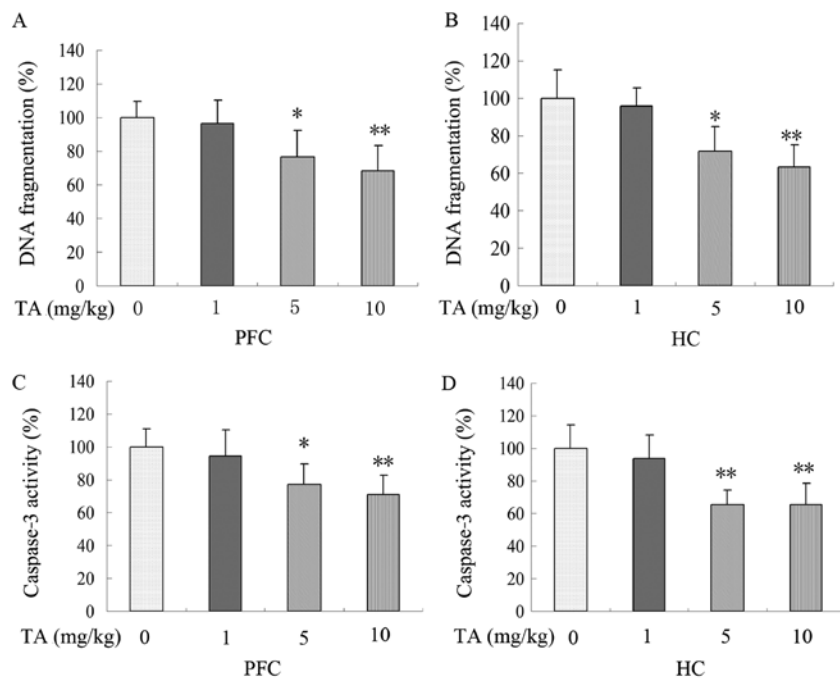 A
DNA fragmentation (%)
140
120
100
80
60
40
20
0
*
**
TA (mg/kg) 0 1 5 10
PFC
B
DNA fragmentation (%)
140
120
100
80
60
40
20
0
*
**
TA (mg/kg) 0 1 5 10
HC
C
Caspase-3 activity (%)
140
120
100
80
60
40
20
0
*
**
TA (mg/kg) 0 1 5 10
PFC
D
Caspase-3 activity (%)
140
120
100
80
60
40
20
0
**
**
TA (mg/kg) 0 1 5 10
HC